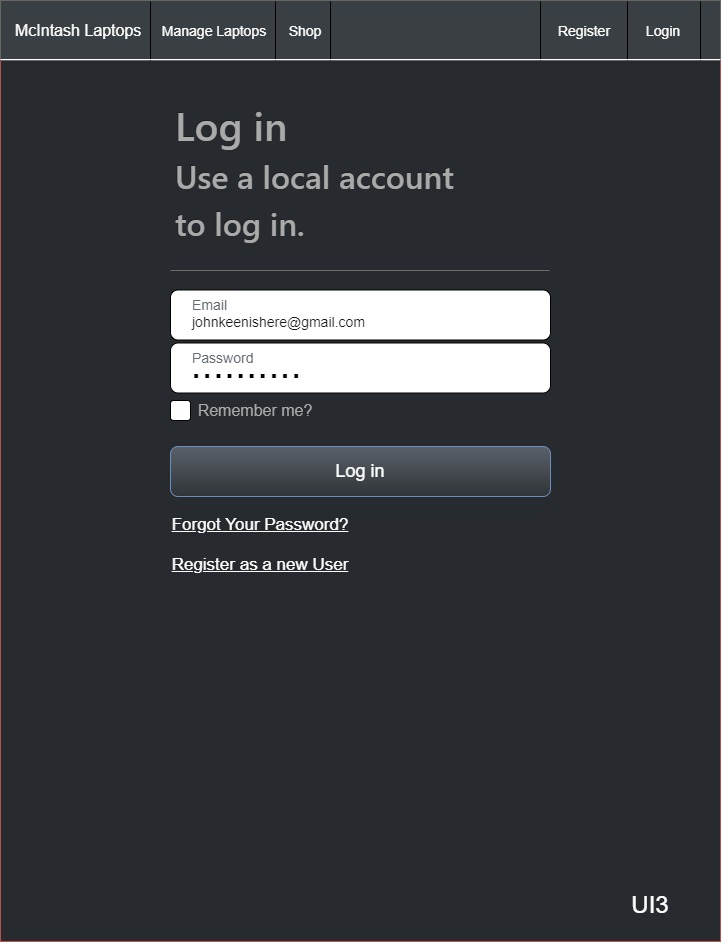 McIntash Laptops Manage Laptops Shop Register Login
Log in
Use a local account
to log in.
Email
johnkeenishere@gmail.com
Password
Remember me?
Log in
Forgot Your Password?
Register as a new User
UI3